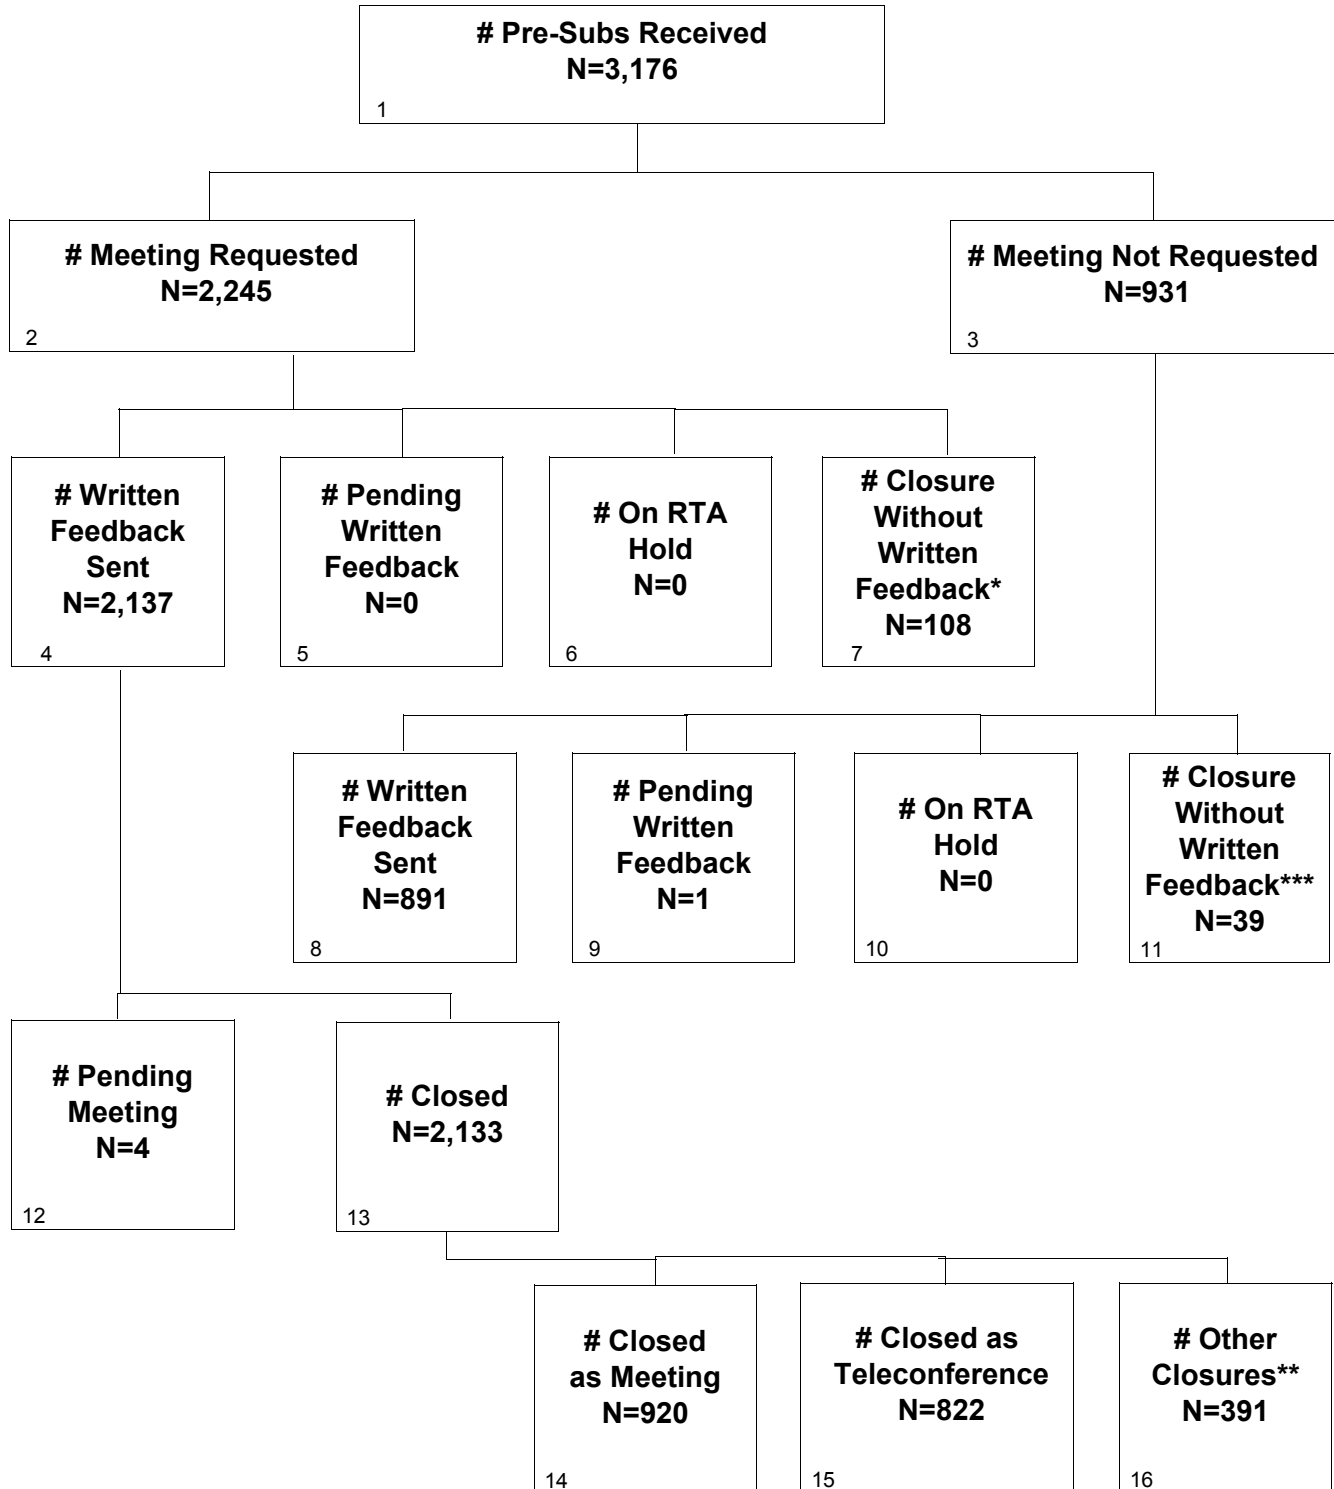 # Pre-Subs Received
N=3,176
1
# Meeting Requested
N=2,245
2
# Meeting Not Requested
N=931
3
# Written
Feedback
Sent
N=2,137
4
# Pending
Written
Feedback
N=0
5
# On RTA
Hold
N=0
6
# Closure
Without
Written
Feedback*
N=108
7
# Written
Feedback
Sent
N=891
8
# Pending
Written
Feedback
N=1
9
# On RTA
Hold
N=0
10
# Closure
Without
Written
Feedback***
N=39
11
# Pending
Meeting
N=4
12
# Closed
N=2,133
13
# Closed
as Meeting
N=920
14
# Closed as
Teleconference
N=822
15
# Other
Closures**
N=391
16